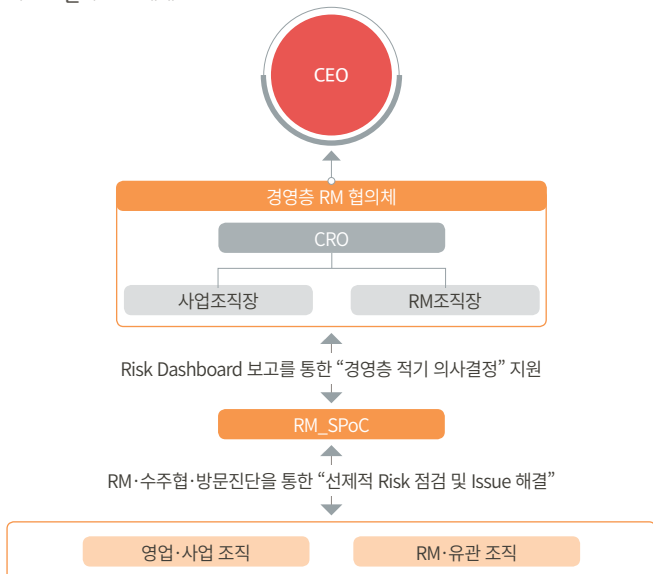 CEO
경영층 RM 협의체
CRO
사업조직장
RM조직장
Risk Dashboard 보고를 통한 “경영층 적기 의사결정” 지원
RM_SPoC
RM·수주협·방문진단을 통한 “선제적 Risk 점검 및 Issue 해결”
영업·사업 조직
RM·유관 조직